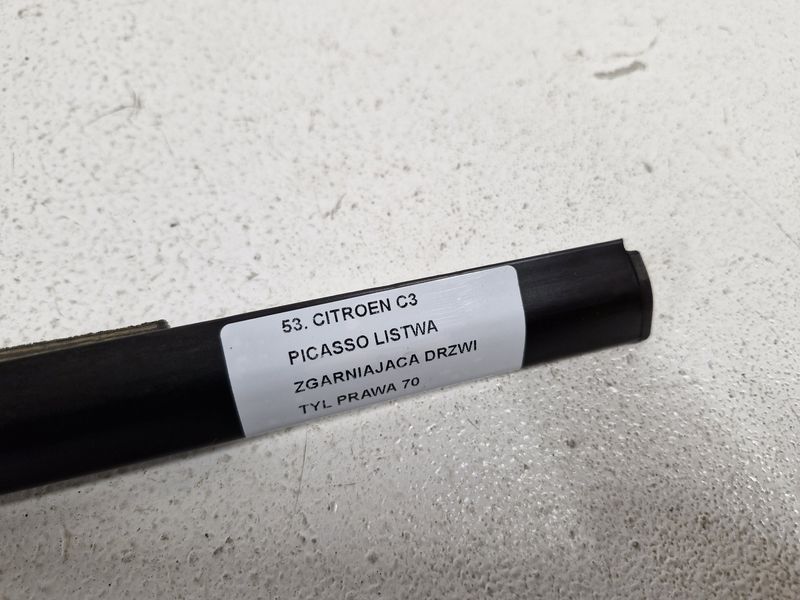 53. CITROEN C3
PICASSO LISTWA
ZGARNIAJACA DRZWI
TYL PRAWA 70